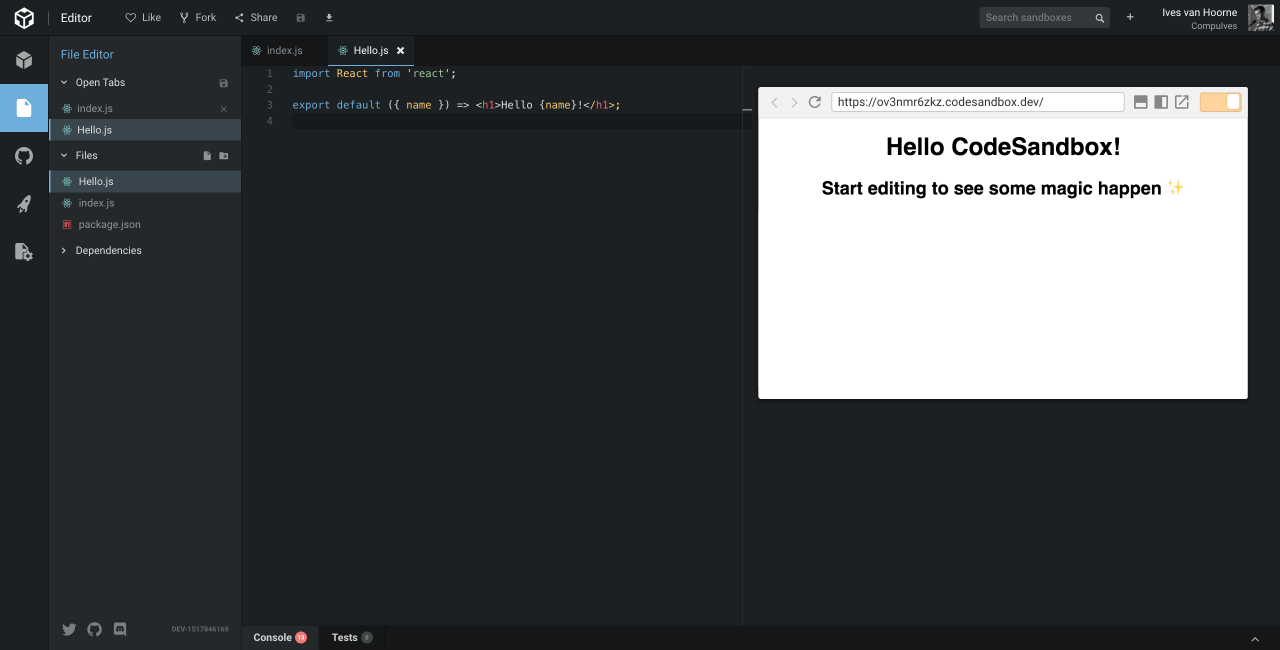 Editor
Like
Fork
Share
Search sandboxes
Ives van Hoorne
Compulves
File Editor
Open Tabs
index.js
Hello.js
Files
Hello.js
index.js
package.json
Dependencies
DEV-1517846169
index.js
Hello.js
1 import React from 'react';
2
3 export default ({ name }) => <h1>Hello {name}!</h1>;
4
https://ov3nmr6zkz.codesandbox.dev/
Hello CodeSandbox!
Start editing to see some magic happen ✨
Console 13
Tests 0